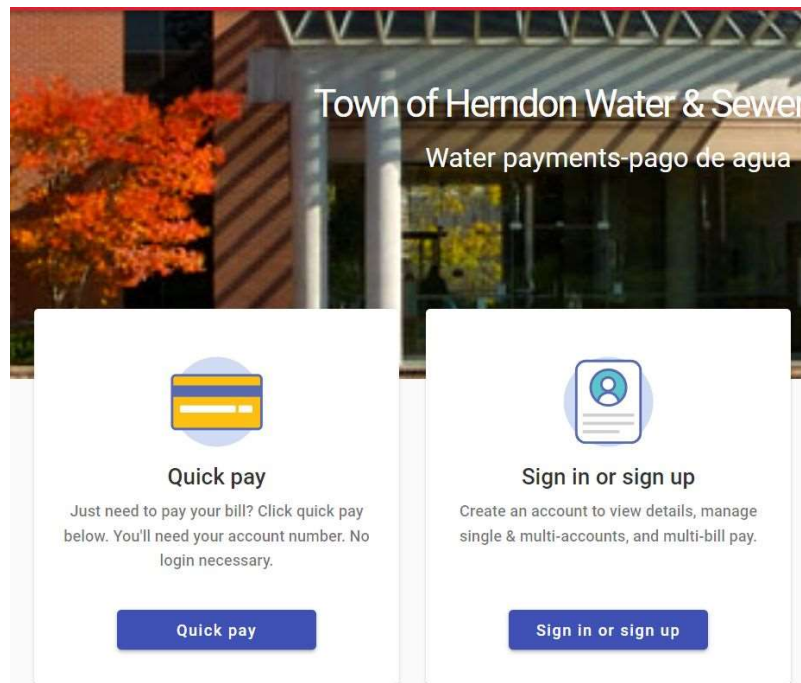 Town of Herndon Water & Sewer
Water payments-pago de agua
Quick pay
Just need to pay your bill? Click quick pay
below. You'll need your account number. No
login necessary.
Quick pay
Sign in or sign up
Create an account to view details, manage
single & multi-accounts, and multi-bill pay.
Sign in or sign up